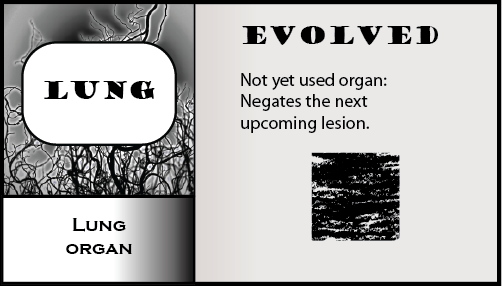 LUNG
LUNG
ORGAN
EVOLVED
Not yet used organ:
Negates the next
upcoming lesion.